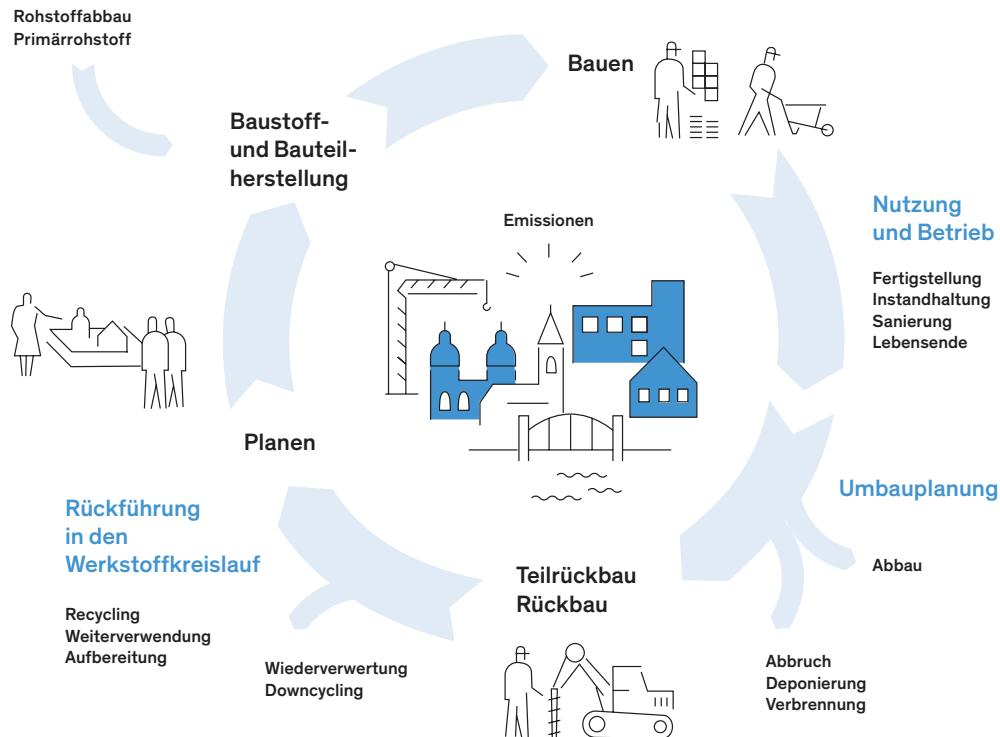 Rohstoffabbau
Primärrohstoff
Bauen
Baustoff-
und Bauteil-
herstellung
Nutzung
und Betrieb
Fertigstellung
Instandhaltung
Sanierung
Lebensende
Emissionen
Planen
Umbauplanung
Abbau
Rückführung
in den
Werkstoffkreislauf
Recycling
Weiterverwendung
Aufbereitung
Teilrückbau
Rückbau
Wiederverwertung
Downcycling
Abbruch
Deponierung
Verbrennung